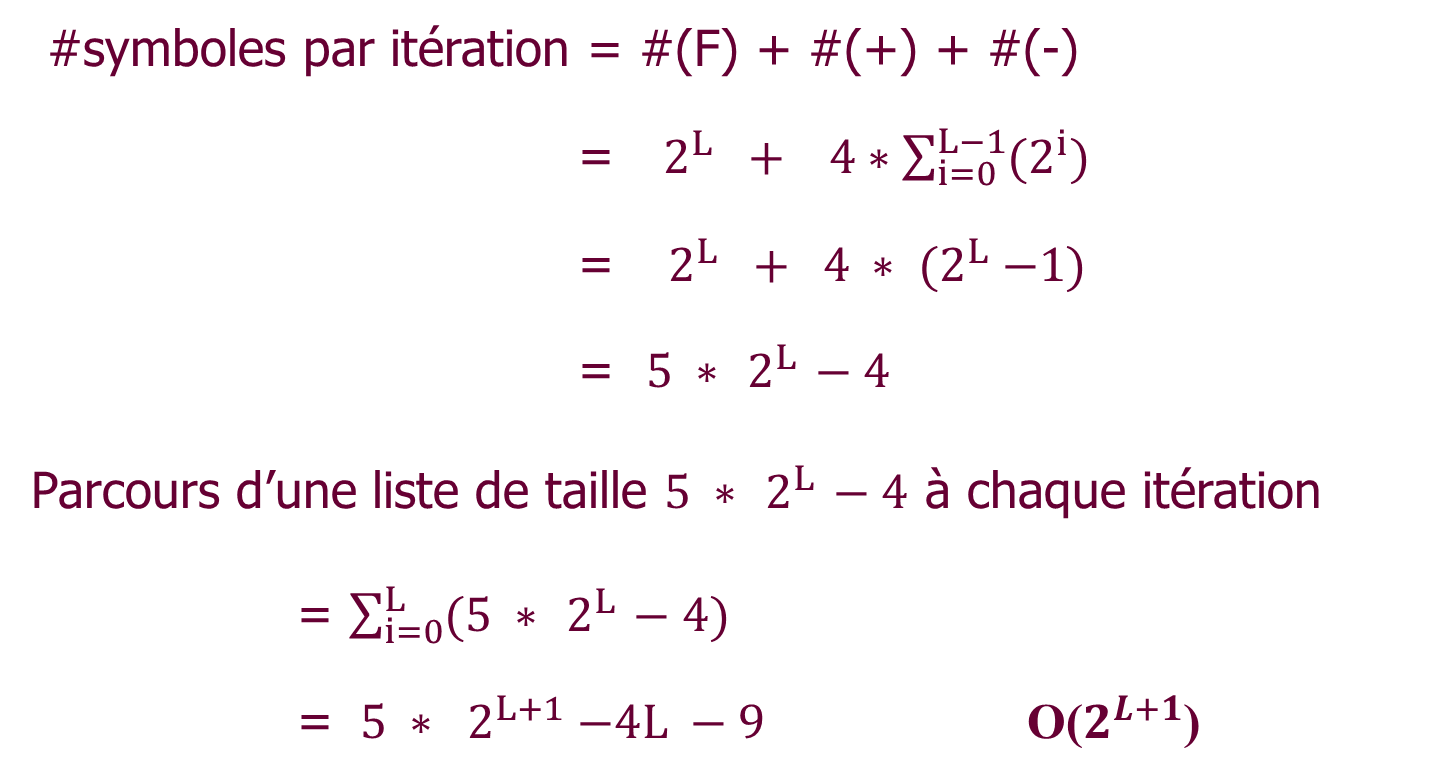 #symboles par itération = #(F) + #(+) + #(-)
= 2^L + 4 ∗ ∑_{i=0}^{L−1}(2^i)
= 2^L + 4 ∗ (2^L −1)
= 5 ∗ 2^L − 4
Parcours d’une liste de taille 5 ∗ 2^L − 4 à chaque itération
= ∑_{i=0}^{L}(5 ∗ 2^L − 4)
= 5 ∗ 2^{L+1} −4L − 9 O(2^{L+1})